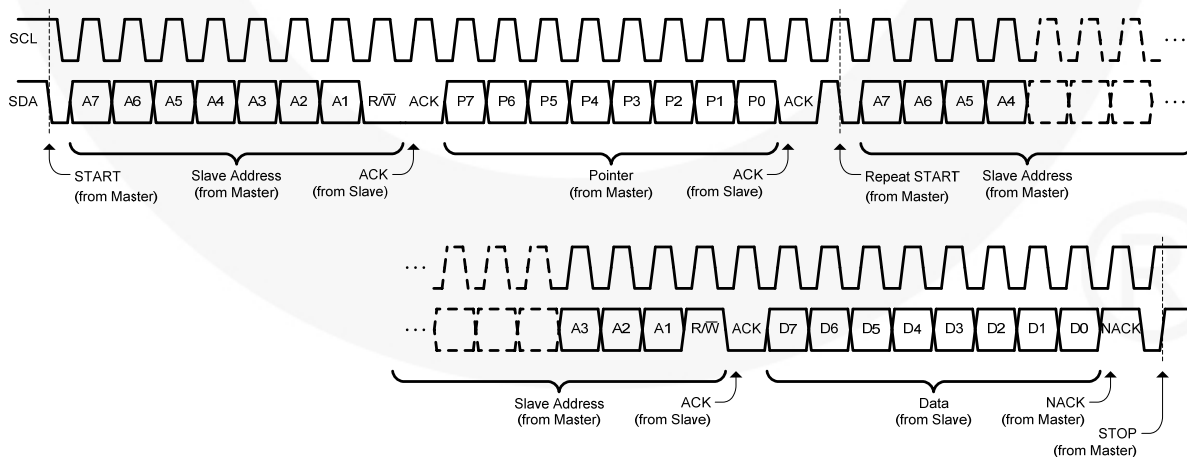 SCL
SDA A7 A6 A5 A4 A3 A2 A1 R/W̅ ACK P7 P6 P5 P4 P3 P2 P1 P0 ACK A7 A6 A5 A4
START
(from Master)
Slave Address
(from Master)
ACK
(from Slave)
Pointer
(from Master)
ACK
(from Slave)
Repeat START
(from Master)
Slave Address
(from Master)
A3 A2 A1 R/W̅ ACK D7 D6 D5 D4 D3 D2 D1 D0 NACK
Slave Address
(from Master)
ACK
(from Slave)
Data
(from Slave)
NACK
(from Master)
STOP
(from Master)
®